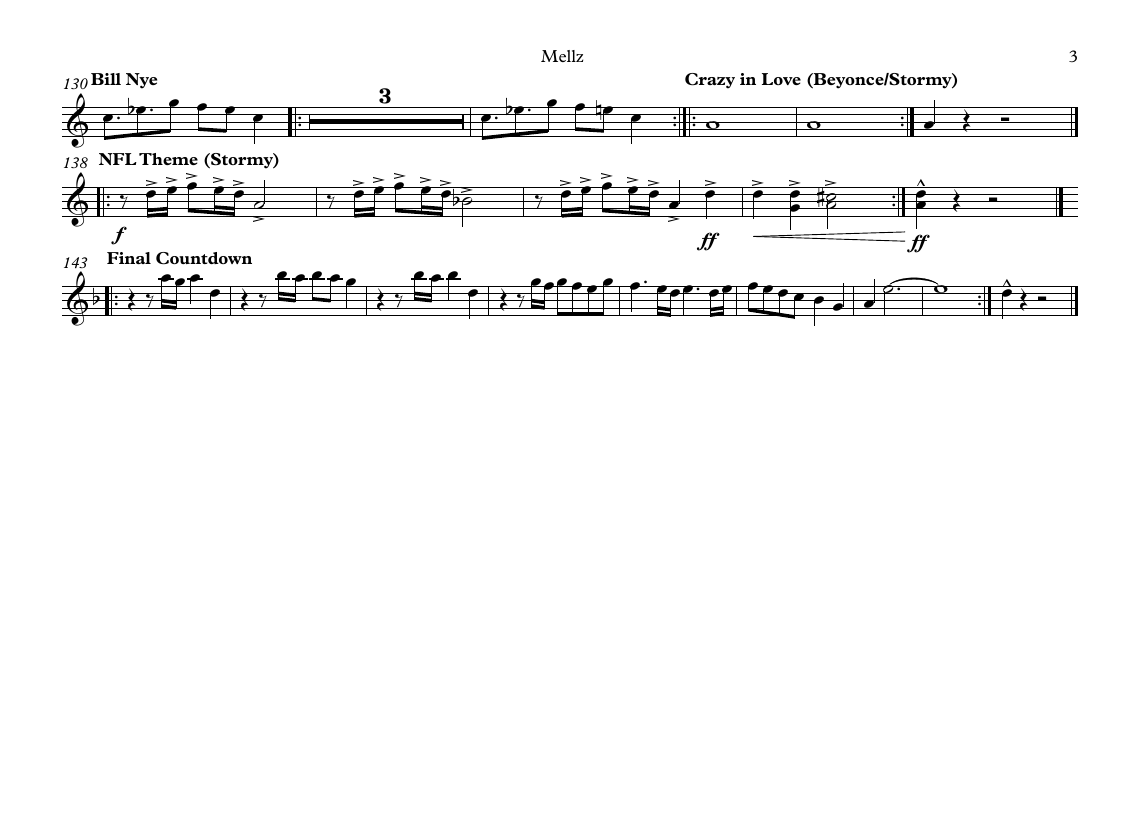 Mellz 3
130 Bill Nye Crazy in Love (Beyonce/Stormy)
3
138 NFL Theme (Stormy)
f ff ff
143 Final Countdown